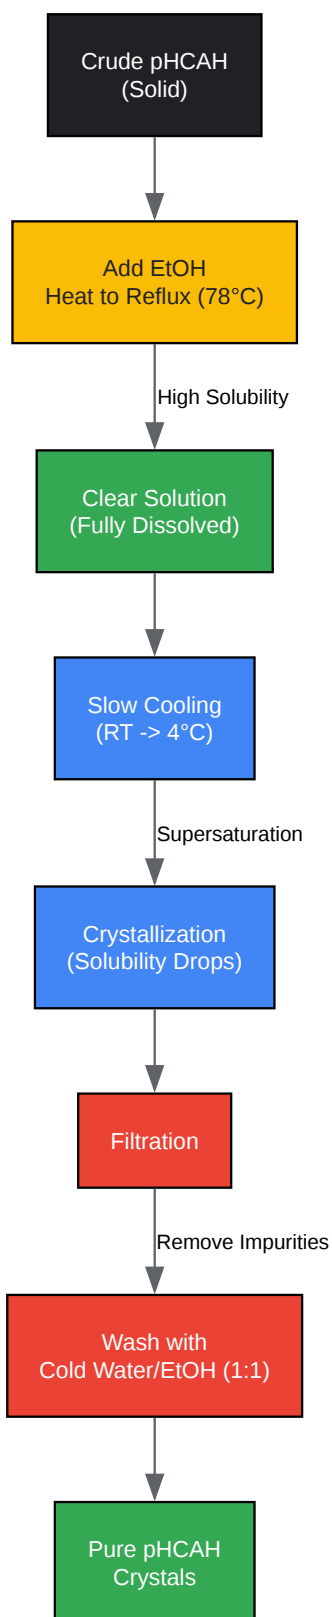 Crude pHCAH
(Solid)
Add EtOH
Heat to Reflux (78°C)
High Solubility
Clear Solution
(Fully Dissolved)
Slow Cooling
(RT -> 4°C)
Supersaturation
Crystallization
(Solubility Drops)
Filtration
Remove Impurities
Wash with
Cold Water/EtOH (1:1)
Pure pHCAH
Crystals